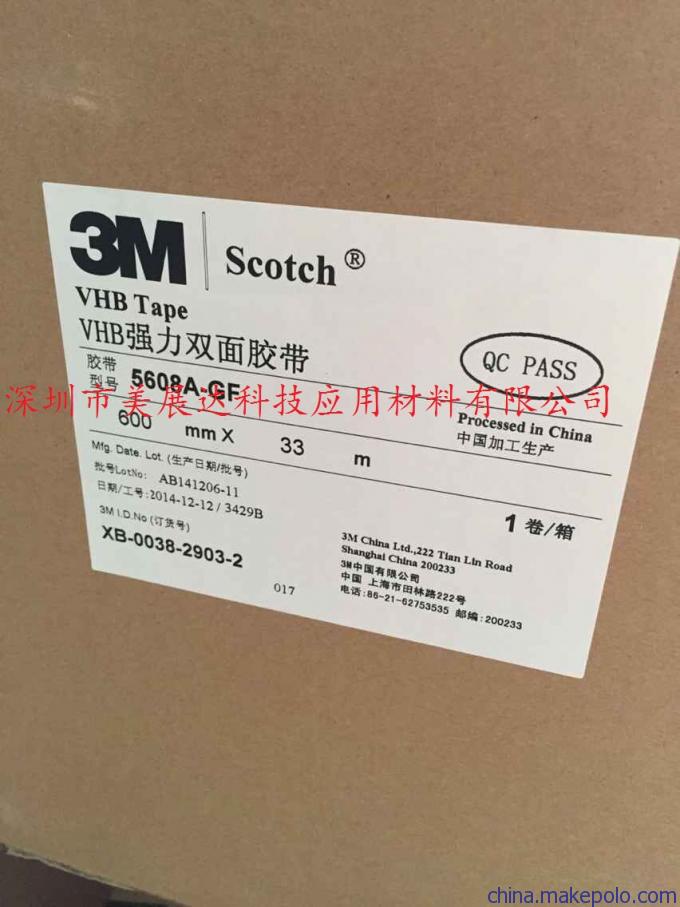 3M Scotch®
VHB Tape
VHB强力双面胶带
QC PASS
胶带
型号 5608A-GF
深圳市美展达科技应用材料有限公司
600 mm X 33 m
Processed in China
中国加工生产
Mfg. Date. Lot. (生产日期/批号)
批号LotNo: AB141206-11
日期/工号:2014-12-12 / 3429B
1 卷/箱
3M I.D.No (订货号)
XB-0038-2903-2
017
3M China Ltd.,222 Tian Lin Road
Shanghai China 200233
3M中国有限公司
中国 上海市田林路222号
电话:86-21-62753535 邮编:200233
china.makepolo.com